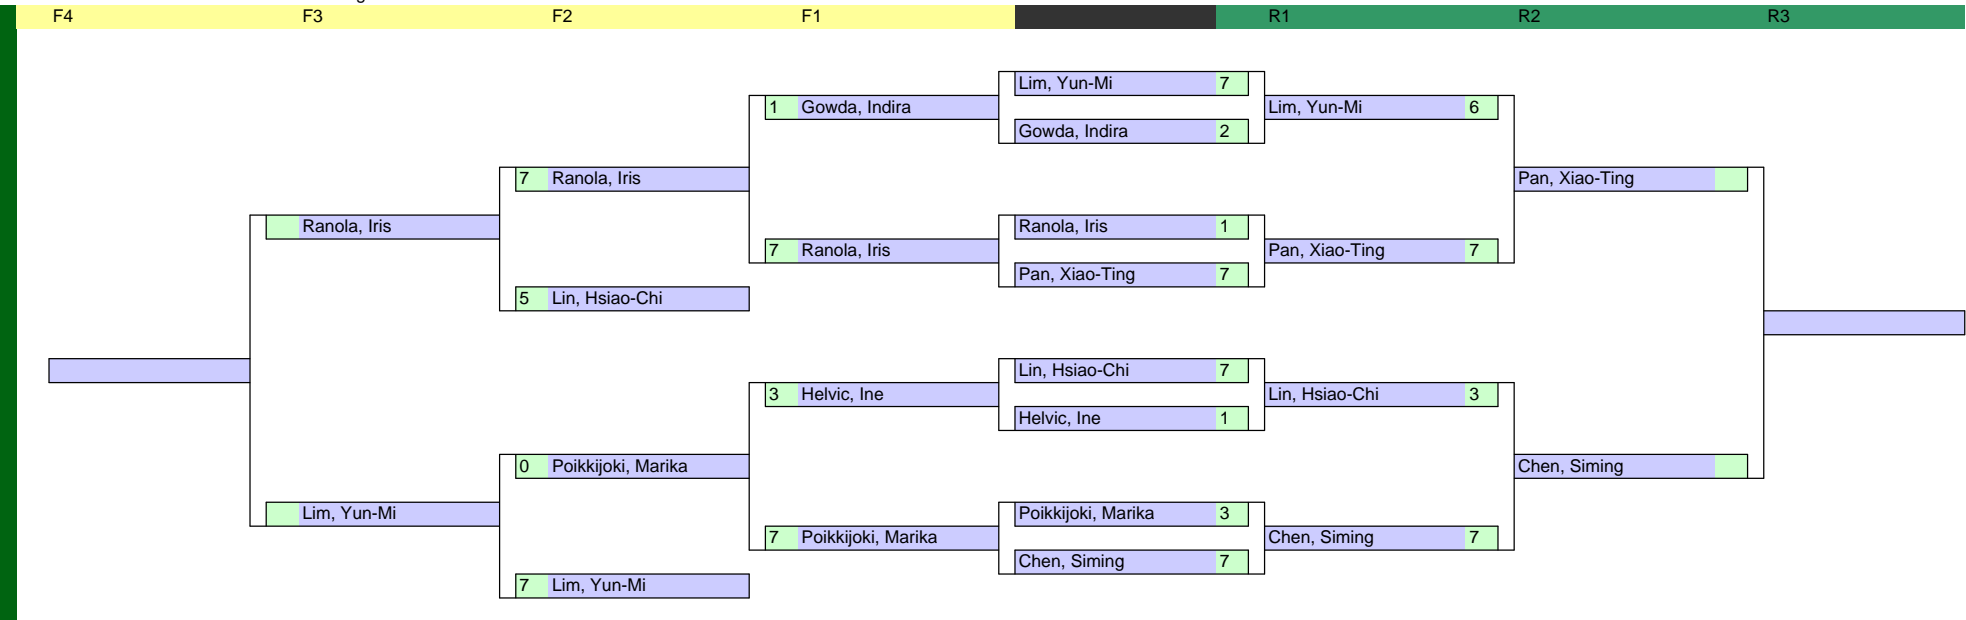 F4 F3 F2 F1 R1 R2 R3
Lim, Yun-Mi 7
1 Gowda, Indira Lim, Yun-Mi 6
Gowda, Indira 2
7 Ranola, Iris Pan, Xiao-Ting
Ranola, Iris Ranola, Iris 1
7 Ranola, Iris Pan, Xiao-Ting 7
Pan, Xiao-Ting 7
5 Lin, Hsiao-Chi
Lin, Hsiao-Chi 7
3 Helvic, Ine Lin, Hsiao-Chi 3
Helvic, Ine 1
0 Poikkijoki, Marika Chen, Siming
Lim, Yun-Mi Poikkijoki, Marika 3
7 Poikkijoki, Marika Chen, Siming 7
Chen, Siming 7
7 Lim, Yun-Mi